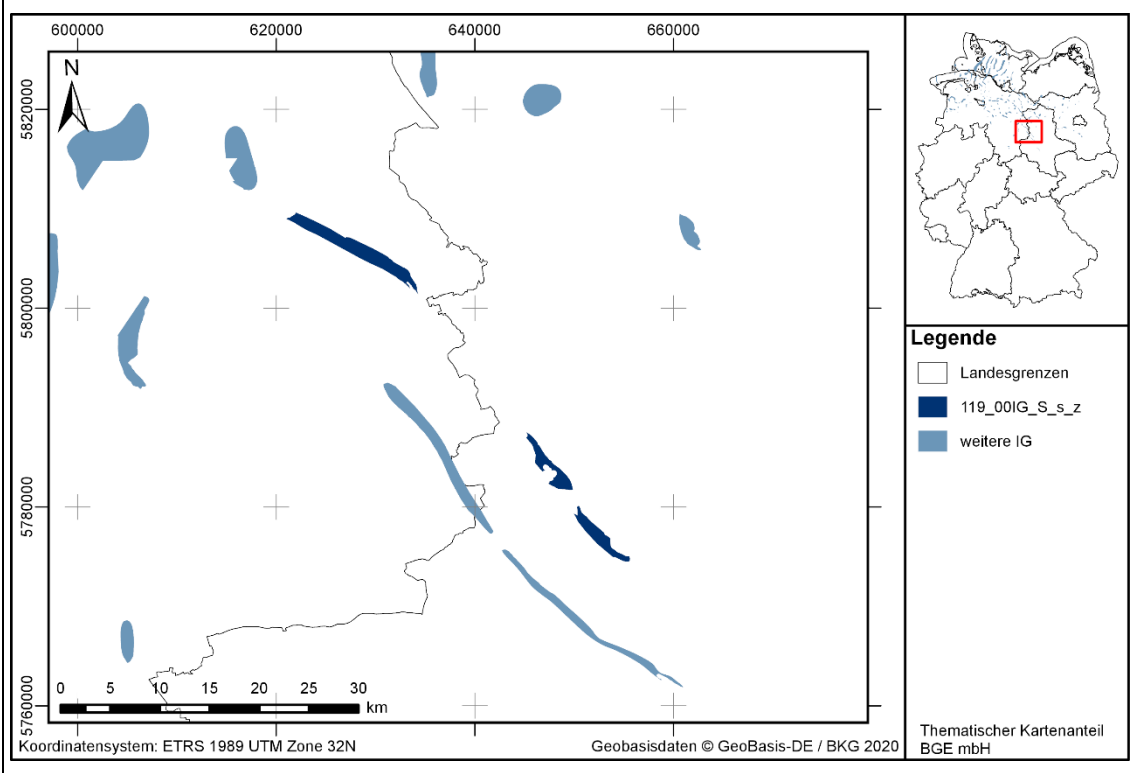 600000 620000 640000 660000
N
5820000
5800000
5780000
5760000
0 5 10 15 20 25 30
km
Koordinatensystem: ETRS 1989 UTM Zone 32N
Geobasisdaten © GeoBasis-DE / BKG 2020
Legende
Landesgrenzen
119_00IG_S_s_z
weitere IG
Thematischer Kartenanteil
BGE mbH